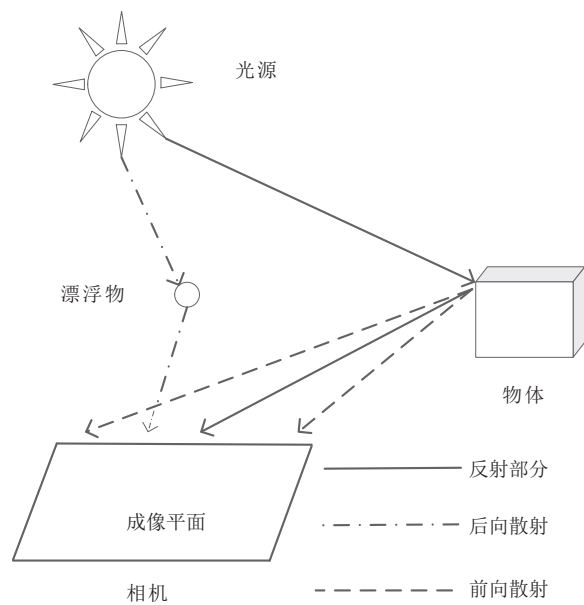 光源
漂浮物
物体
反射部分
成像平面
后向散射
相机
前向散射